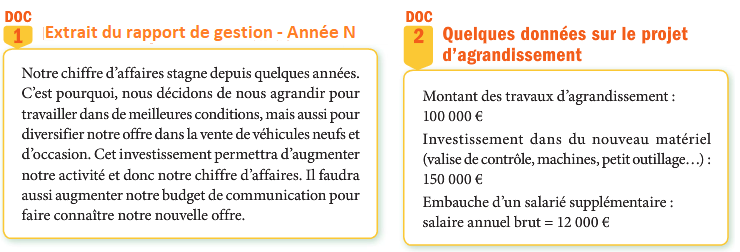 DOC
1
Extrait du rapport de gestion - Année N
Notre chiffre d’affaires stagne depuis quelques années.
C’est pourquoi, nous décidons de nous agrandir pour
travailler dans de meilleures conditions, mais aussi pour
diversifier notre offre dans la vente de véhicules neufs et
d’occasion. Cet investissement permettra d’augmenter
notre activité et donc notre chiffre d’affaires. Il faudra
aussi augmenter notre budget de communication pour
faire connaître notre nouvelle offre.
DOC
2
Quelques données sur le projet
d’agrandissement
Montant des travaux d’agrandissement :
100 000 €
Investissement dans du nouveau matériel
(valise de contrôle, machines, petit outillage…) :
150 000 €
Embauche d’un salarié supplémentaire :
salaire annuel brut = 12 000 €